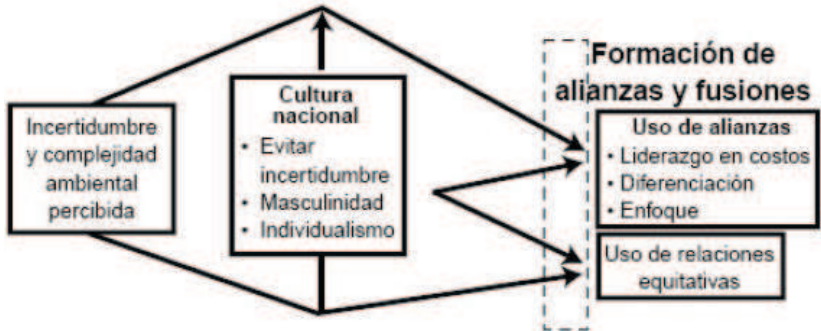 Incertidumbre
y complejidad
ambiental
percibida
Cultura
nacional
• Evitar
incertidumbre
• Masculinidad
• Individualismo
Formación de
alianzas y fusiones
Uso de alianzas
• Liderazgo en costos
• Diferenciación
• Enfoque
Uso de relaciones
equitativas